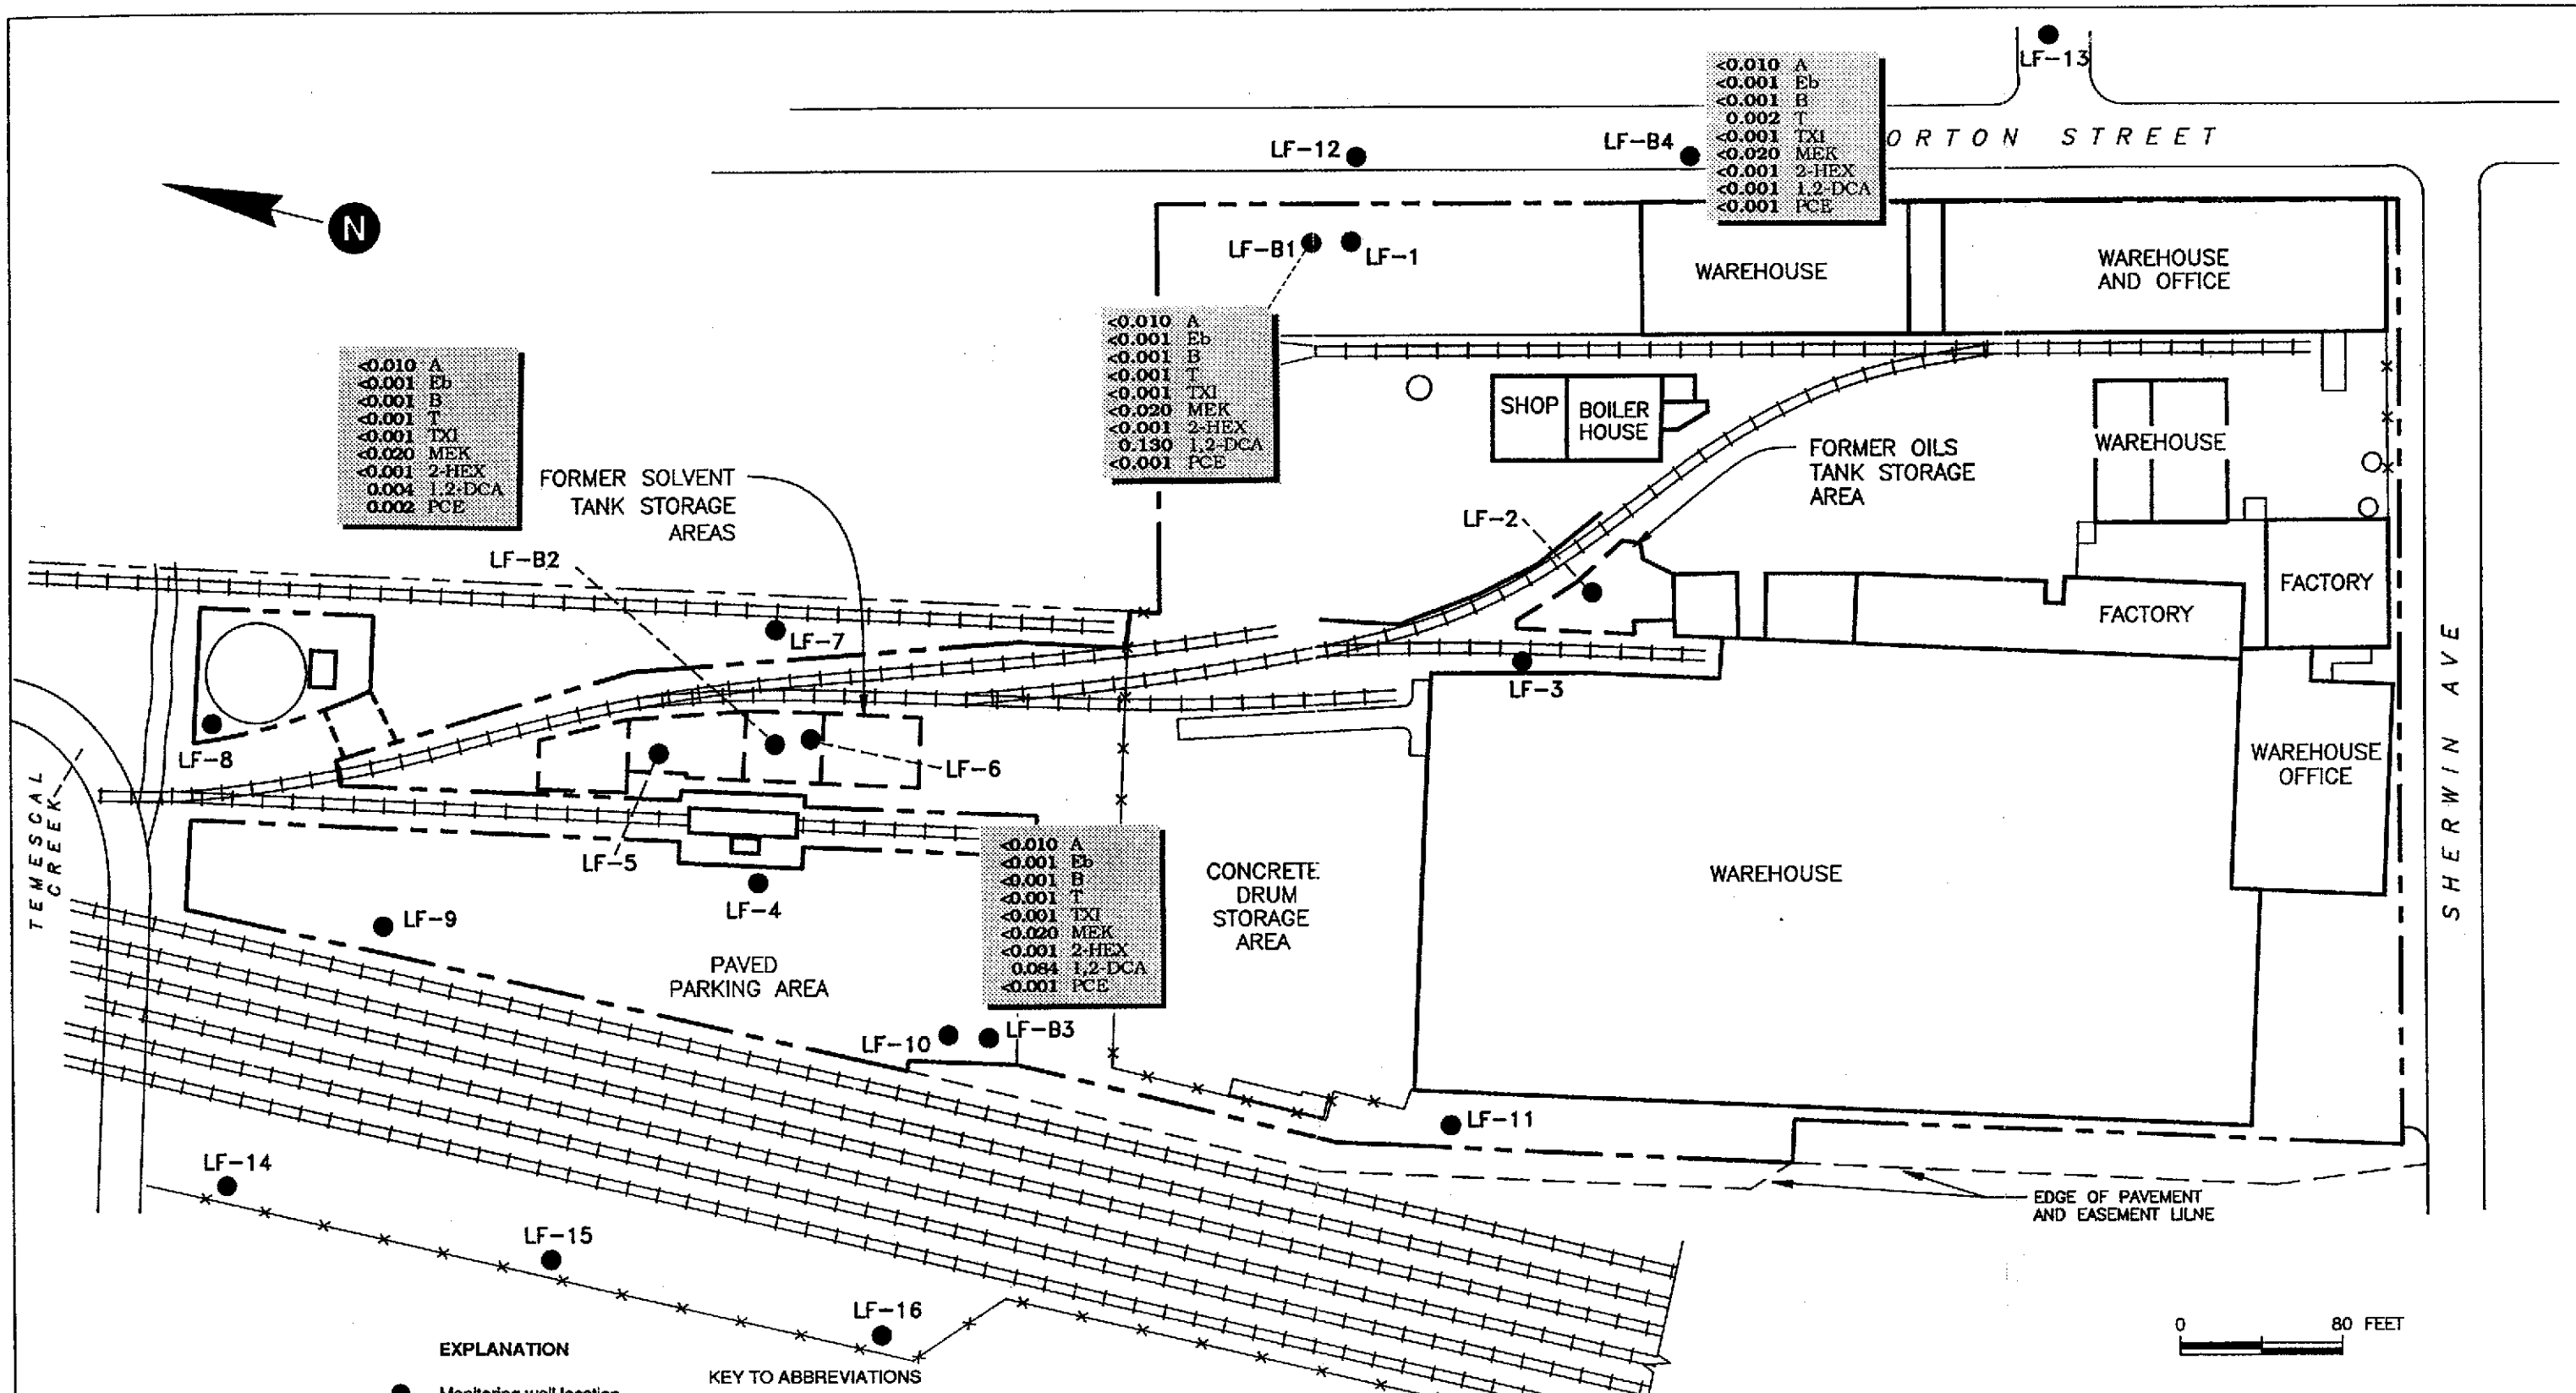 LF-13
<0.010 A
<0.001 Eb
<0.001 B
0.002 T
<0.001 TXI
<0.020 MEK
<0.001 2-HEX
<0.001 1,2-DCA
<0.001 PCE
LF-12
LF-B4
ORTON STREET
N
LF-B1
LF-1
WAREHOUSE
WAREHOUSE
AND OFFICE
<0.010 A
<0.001 Eb
<0.001 B
<0.001 T
<0.001 TXI
<0.020 MEK
<0.001 2-HEX
0.130 1,2-DCA
<0.001 PCE
<0.010 A
<0.001 Eb
<0.001 B
<0.001 T
<0.001 TXI
<0.020 MEK
<0.001 2-HEX
0.004 1,2-DCA
0.002 PCE
SHOP
BOILER
HOUSE
FORMER OILS
TANK STORAGE
AREA
WAREHOUSE
FORMER SOLVENT
TANK STORAGE
AREAS
LF-2
LF-B2
FACTORY
FACTORY
LF-7
LF-3
LF-8
LF-6
WAREHOUSE
OFFICE
TEMESCAL
CREEK
SHERWIN AVE
LF-5
LF-4
LF-9
<0.010 A
<0.001 Eb
<0.001 B
<0.001 T
<0.001 TXI
<0.020 MEK
<0.001 2-HEX
0.084 1,2-DCA
<0.001 PCE
CONCRETE
DRUM
STORAGE
AREA
WAREHOUSE
PAVED
PARKING AREA
LF-10
LF-B3
LF-11
LF-14
EDGE OF PAVEMENT
AND EASEMENT LILNE
LF-15
LF-16
0 80 FEET
EXPLANATION
KEY TO ABBREVIATIONS
Monitoring well location